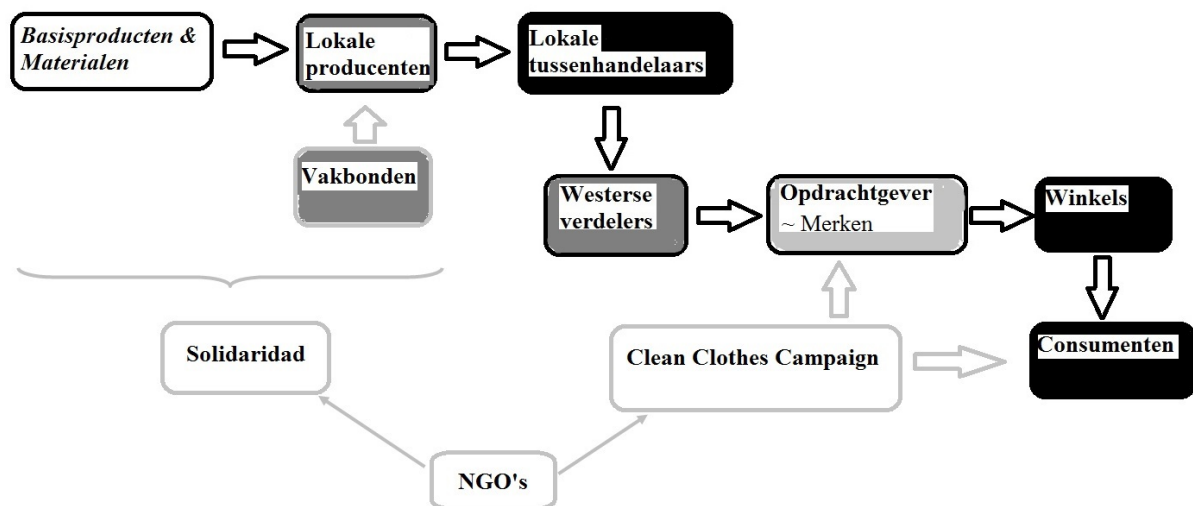 Basisproducten &
Materialen
Lokale
producenten
Lokale
tussenhandelaars
Vakbonden
Westerse
verdelers
Opdrachtgever
~ Merken
Winkels
Solidaridad
Clean Clothes Campaign
Consumenten
NGO's